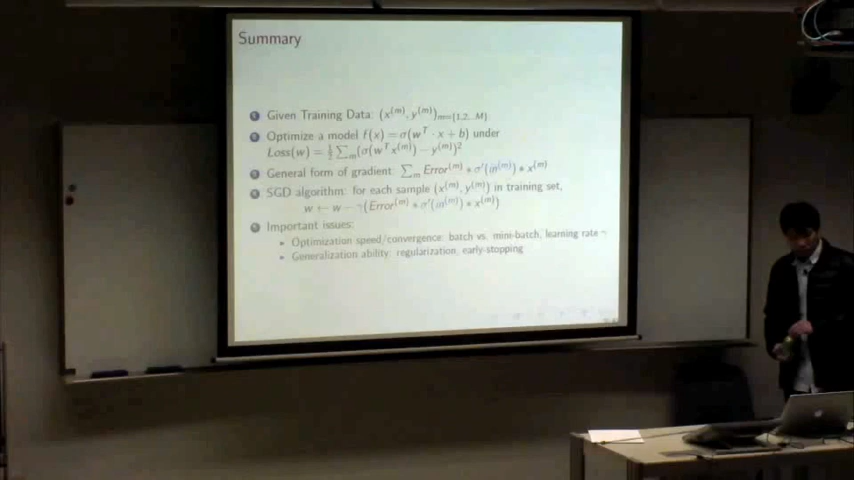 Summary
Given Training Data: (x^(m), y^(m))_m={1,2,..M}
Optimize a model f(x) = σ(w^T · x + b) under
Loss(w) = ½ ∑_m(σ(w^T x^(m)) − y^(m))²
General form of gradient: ∑_m Error^(m) * σ′(in^(m)) * x^(m)
SGD algorithm: for each sample (x^(m), y^(m)) in training set,
w ← w − γ(Error^(m) * σ′(in^(m)) * x^(m))
Important issues:
Optimization speed/convergence: batch vs. mini-batch, learning rate γ
Generalization ability: regularization, early-stopping